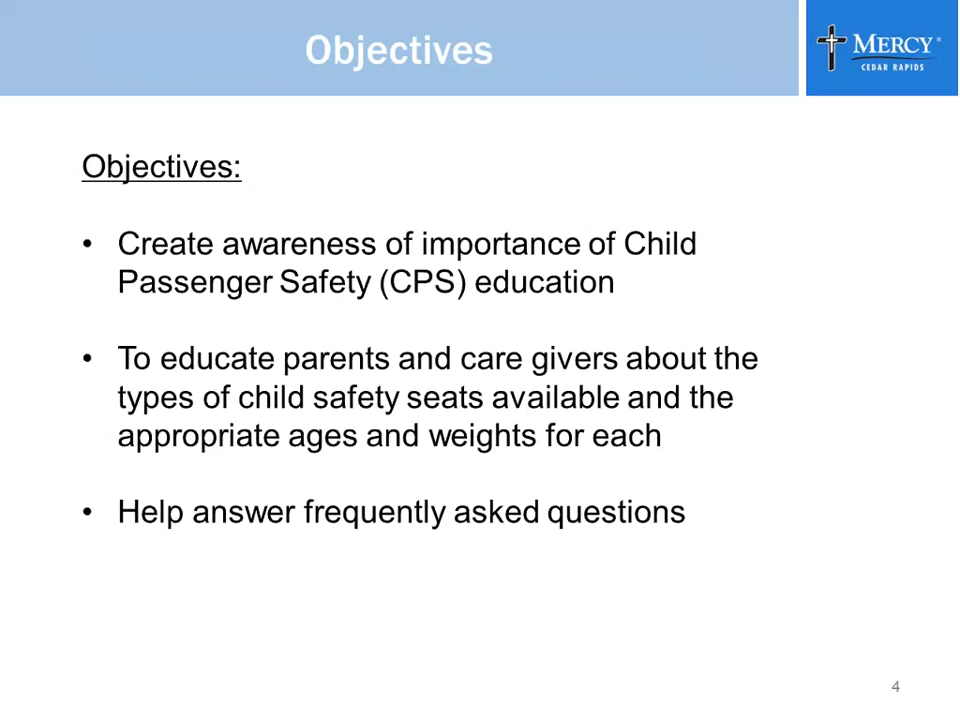 Objectives
MERCY®
CEDAR RAPIDS
Objectives:
• Create awareness of importance of Child
Passenger Safety (CPS) education
• To educate parents and care givers about the
types of child safety seats available and the
appropriate ages and weights for each
• Help answer frequently asked questions
4